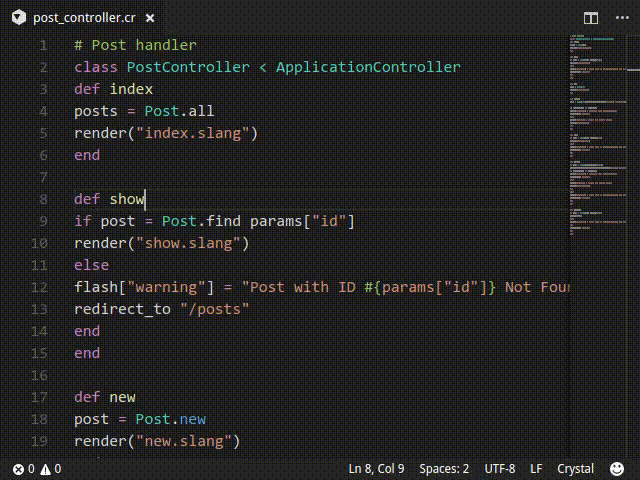 post_controller.cr
1 # Post handler
2 class PostController < ApplicationController
3 def index
4 posts = Post.all
5 render("index.slang")
6 end
7
8 def show
9 if post = Post.find params["id"]
10 render("show.slang")
11 else
12 flash["warning"] = "Post with ID #{params["id"]} Not Four
13 redirect_to "/posts"
14 end
15 end
16
17 def new
18 post = Post.new
19 render("new.slang")
0 0 Ln 8, Col 9 Spaces: 2 UTF-8 LF Crystal